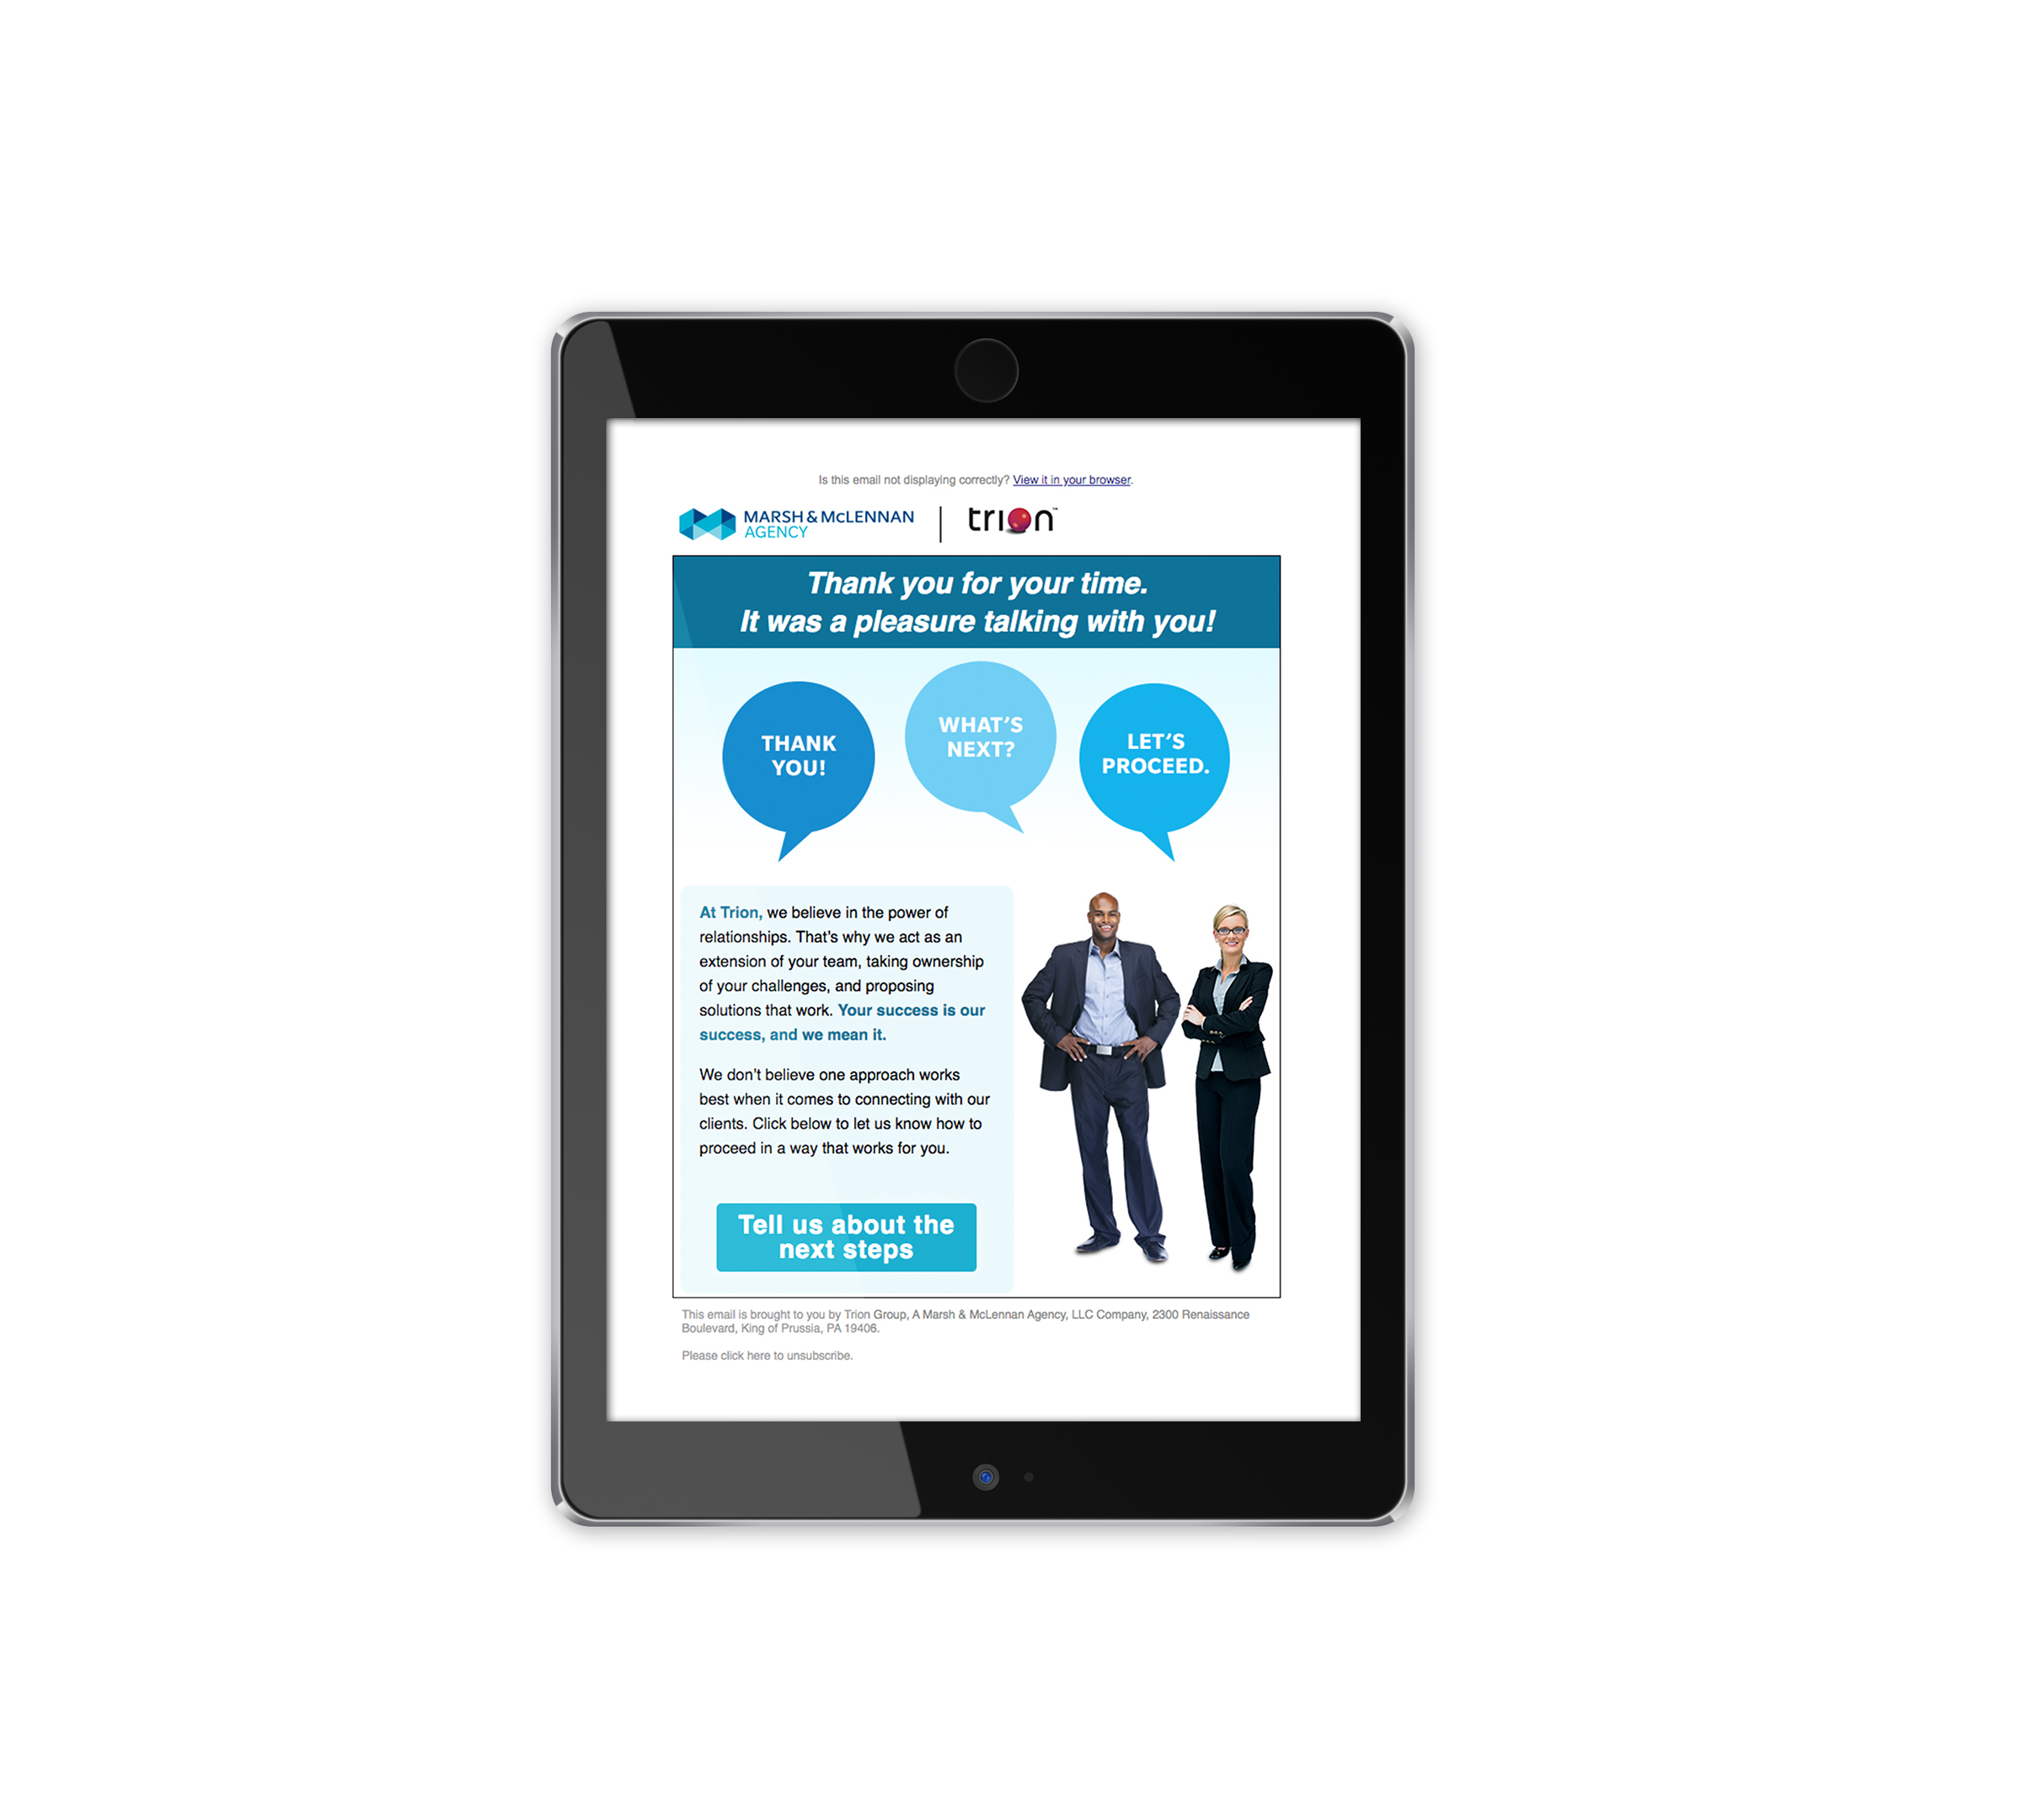 Is this email not displaying correctly? View it in your browser.
MARSH & McLENNAN
AGENCY
trion™
Thank you for your time.
It was a pleasure talking with you!
THANK
YOU!
WHAT'S
NEXT?
LET'S
PROCEED.
At Trion, we believe in the power of
relationships. That's why we act as an
extension of your team, taking ownership
of your challenges, and proposing
solutions that work. Your success is our
success, and we mean it.
We don't believe one approach works
best when it comes to connecting with our
clients. Click below to let us know how to
proceed in a way that works for you.
Tell us about the
next steps
This email is brought to you by Trion Group, A Marsh & McLennan Agency, LLC Company, 2300 Renaissance
Boulevard, King of Prussia, PA 19406.
Please click here to unsubscribe.